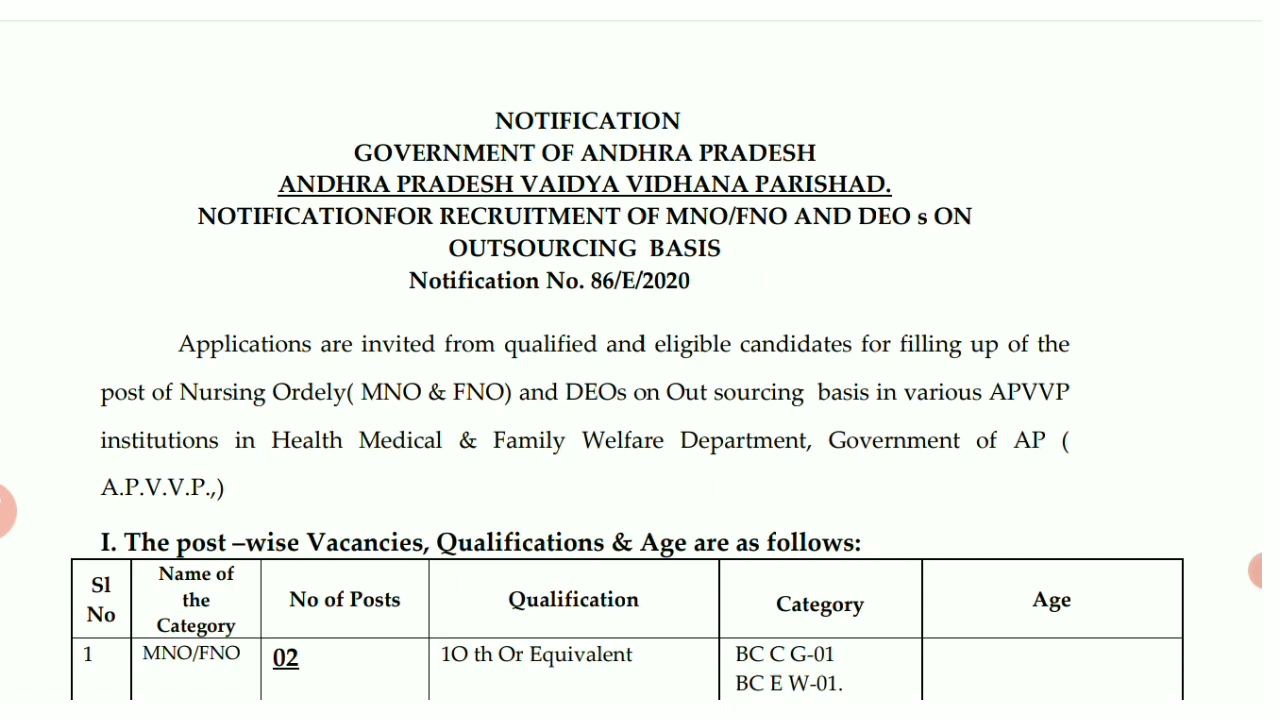 NOTIFICATION
GOVERNMENT OF ANDHRA PRADESH
ANDHRA PRADESH VAIDYA VIDHANA PARISHAD.
NOTIFICATIONFOR RECRUITMENT OF MNO/FNO AND DEO s ON
OUTSOURCING BASIS
Notification No. 86/E/2020
Applications are invited from qualified and eligible candidates for filling up of the
post of Nursing Ordely( MNO & FNO) and DEOs on Out sourcing basis in various APVVP
institutions in Health Medical & Family Welfare Department, Government of AP (
A.P.V.V.P.,)
I. The post –wise Vacancies, Qualifications & Age are as follows:
Sl No
Name of the Category
No of Posts
Qualification
Category
Age
1
MNO/FNO
02
1O th Or Equivalent
BC C G-01
BC E W-01.